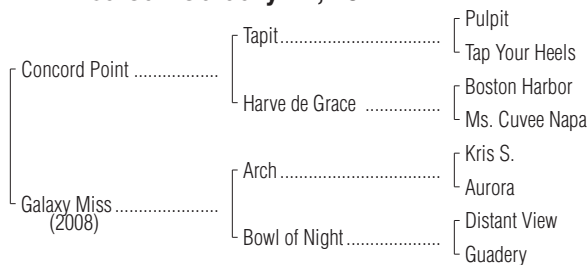 Pulpit
Tapit
Tap Your Heels
Concord Point
Boston Harbor
Harve de Grace
Ms. Cuvee Napa
Kris S.
Arch
Aurora
Galaxy Miss
(2008)
Distant View
Bowl of Night
Guadery